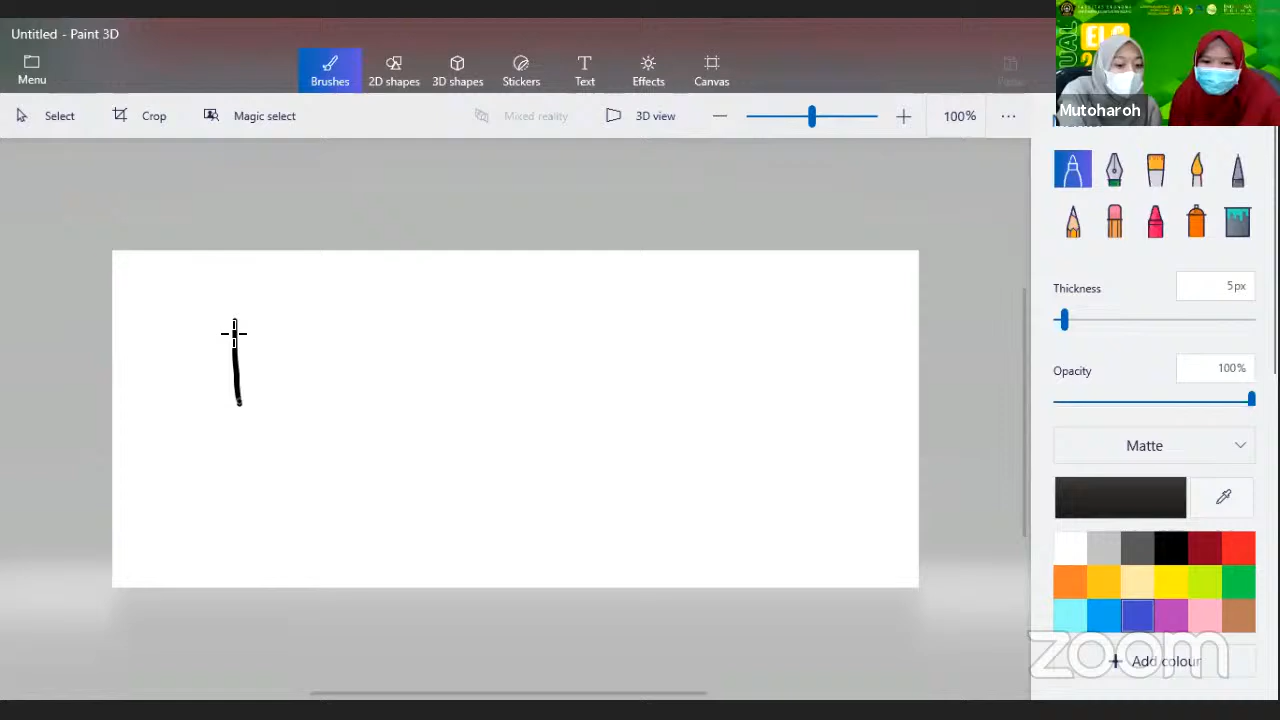 Untitled - Paint 3D
Menu
Brushes
2D shapes
3D shapes
Stickers
Text
Effects
Canvas
Paste
Select
Crop
Magic select
Mixed reality
3D view
100%
Mutoharoh
Thickness
5px
Opacity
100%
Matte
Add colour
zoom